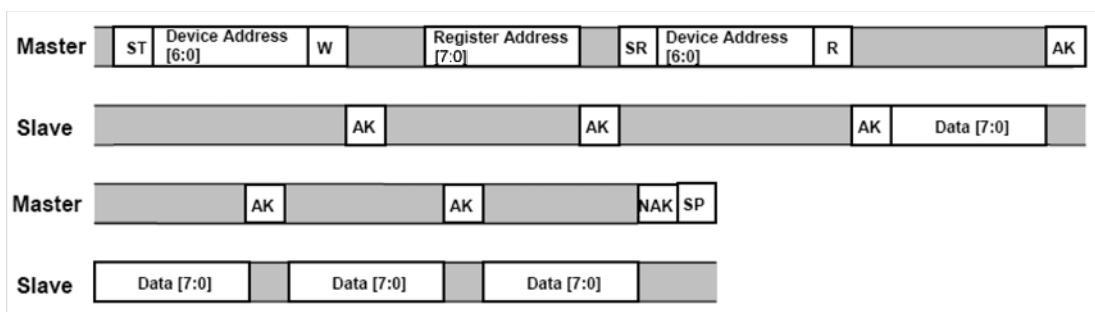 Master ST Device Address [6:0] W Register Address [7:0] SR Device Address [6:0] R AK
Slave AK AK AK Data [7:0]
Master AK AK NAK SP
Slave Data [7:0] Data [7:0] Data [7:0]